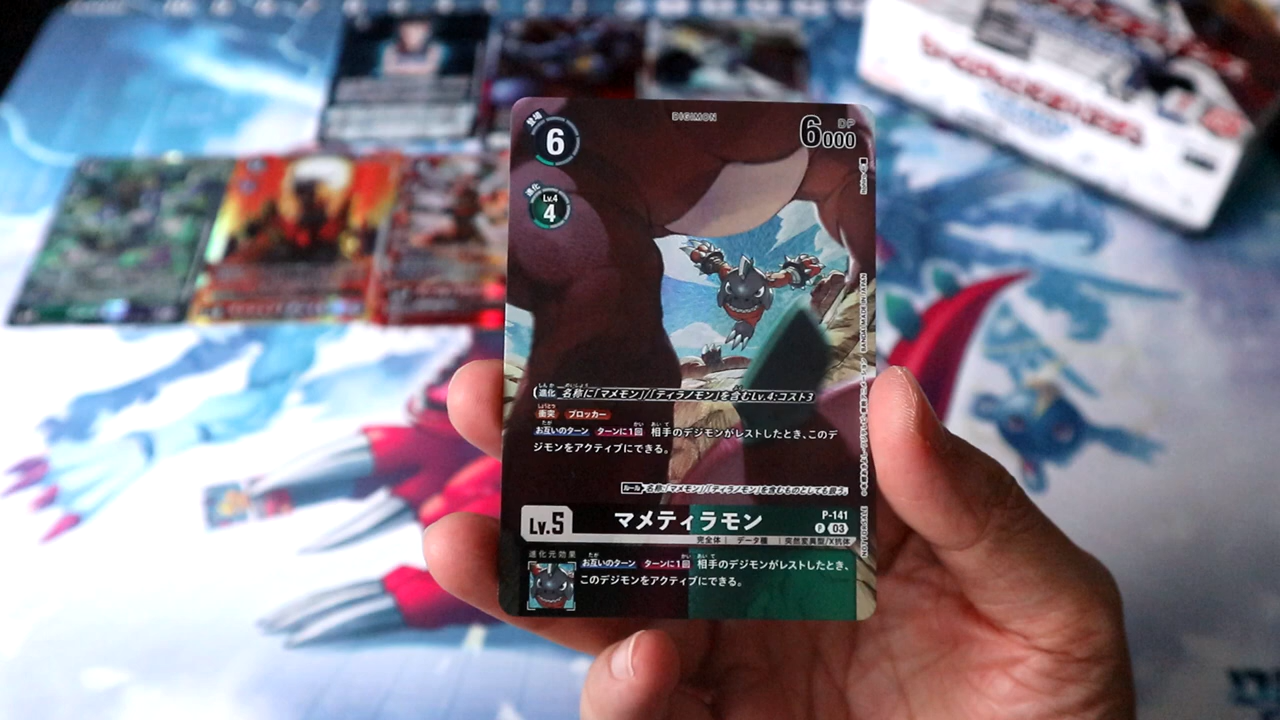 登場
6
DIGIMON
DP
6000
進化
Lv.4
4
進化 名称に「マメモン」/「ティラノモン」を含むLv.4:コスト3
衝突 ブロッカー
お互いのターン ターンに1回 相手のデジモンがレストしたとき、このデ
ジモンをアクティブにできる。
ルール 名称:「マメモン」/「ティラノモン」を含むものとしても扱う。
Lv.5
マメティラモン
P-141
P 03
完全体 | データ種 | 突然変異型/X抗体
進化元効果
お互いのターン ターンに1回 相手のデジモンがレストしたとき、
このデジモンをアクティブにできる。
BANDAI MADE IN JAPAN
NOT FOR SALE